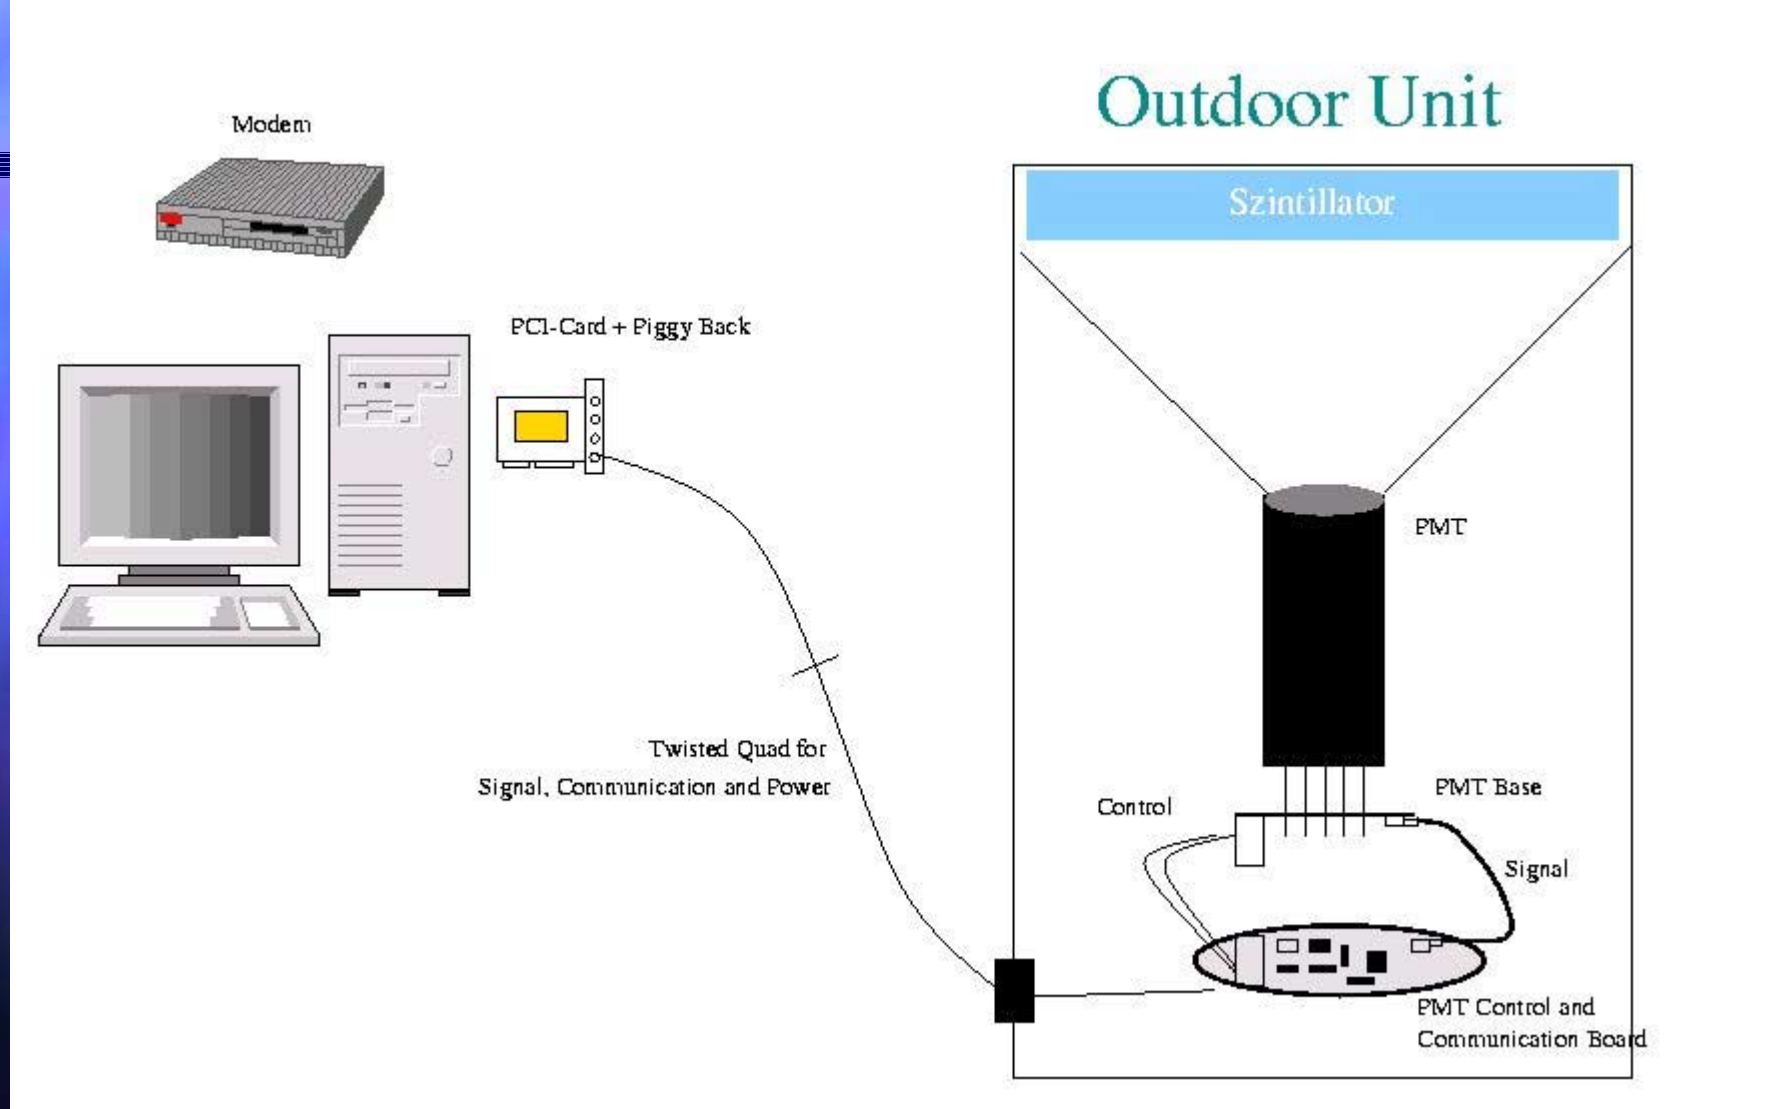 Outdoor Unit
Modem
Szintillator
PCI-Card + Piggy Back
PMT
Twisted Quad for
Signal, Communication and Power
PMT Base
Control
Signal
PMT Control and
Communication Board